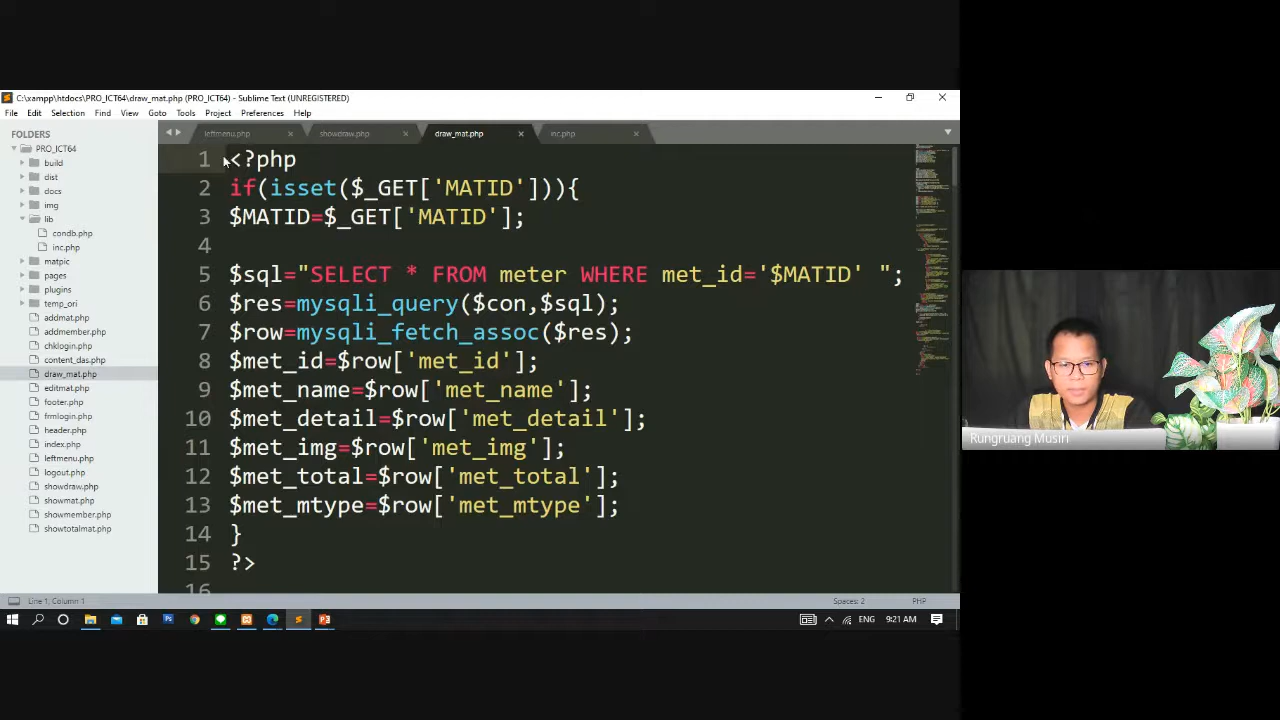 C:\xampp\htdocs\PRO_ICT64\draw_mat.php (PRO_ICT64) - Sublime Text (UNREGISTERED)
File Edit Selection Find View Goto Tools Project Preferences Help
FOLDERS
PRO_ICT64
build
dist
docs
img
lib
condb.php
inc.php
matpic
pages
plugins
temp_ori
addmat.php
addmember.php
chklogin.php
content_das.php
draw_mat.php
editmat.php
footer.php
frmlogin.php
header.php
index.php
leftmenu.php
logout.php
showdraw.php
showmat.php
showmember.php
showtotalmat.php
leftmenu.php showdraw.php draw_mat.php inc.php
1 <?php
2 if(isset($_GET['MATID'])){
3 $MATID=$_GET['MATID'];
4
5 $sql="SELECT * FROM meter WHERE met_id='$MATID' ";
6 $res=mysqli_query($con,$sql);
7 $row=mysqli_fetch_assoc($res);
8 $met_id=$row['met_id'];
9 $met_name=$row['met_name'];
10 $met_detail=$row['met_detail'];
11 $met_img=$row['met_img'];
12 $met_total=$row['met_total'];
13 $met_mtype=$row['met_mtype'];
14 }
15 ?>
16
Line 1, Column 1 Spaces: 2 PHP
ENG 9:21 AM
Rungruang Musiri